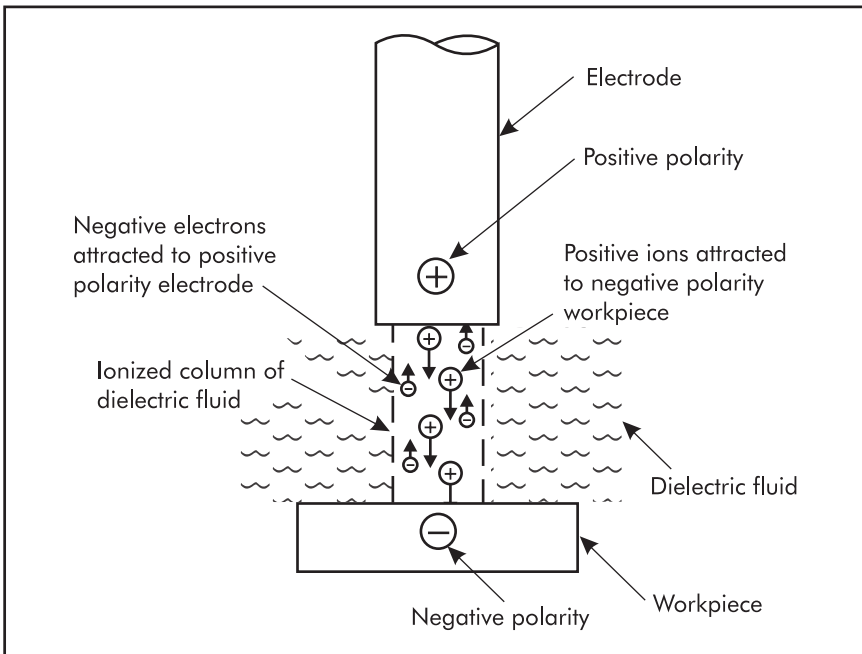 Electrode
Positive polarity
Negative electrons
attracted to positive
polarity electrode
Positive ions attracted
to negative polarity
workpiece
+
Ionized column of
dielectric fluid
+
−
+
−
+
−
+
−
+
Dielectric fluid
−
Negative polarity
Workpiece